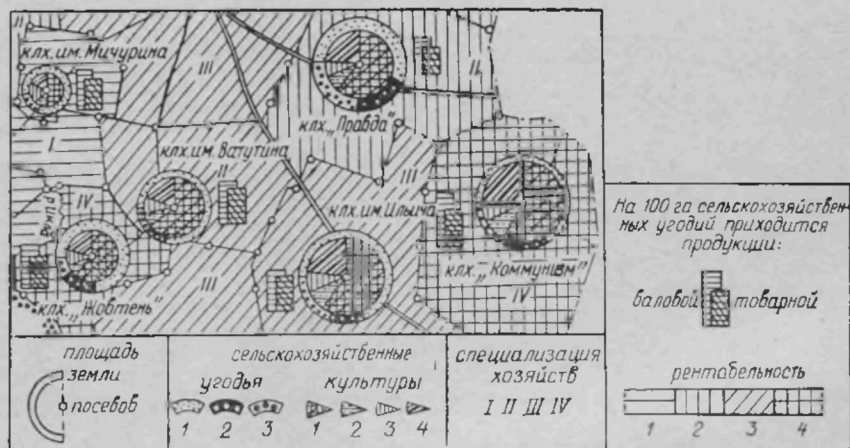 II
клх. им. Мичурина
III
II
клх. „Правда"
I
клх. им. Ватутина
II
III
IV
клх. им. Ильича
клх. „Коммунизм"
III
IV
клх. „Жовтень"
площадь
земли
посевов
сельскохозяйственные
угодья культуры
1 2 3 1 2 3 4
специализация
хозяйств
I II III IV
На 100 га сельскохозяйствен-
ных угодий приходится
продукции:
валовой товарной
рентабельность
1 2 3 4